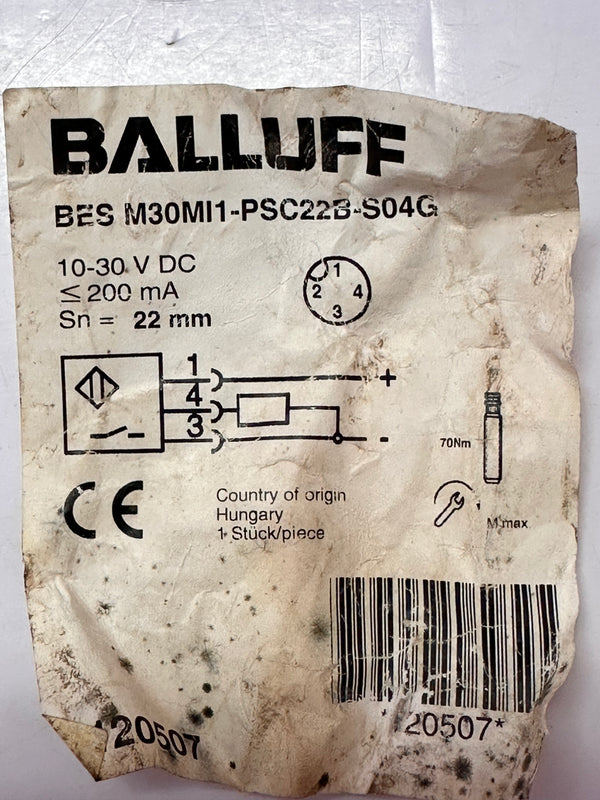 BALLUFF
BES M30MI1-PSC22B-S04G
10-30 V DC
≤ 200 mA
Sn = 22 mm
1
2 4
3
1
+
4
3
-
70Nm
CE
Country of origin
Hungary
1 Stück/piece
M max
20507*
20507